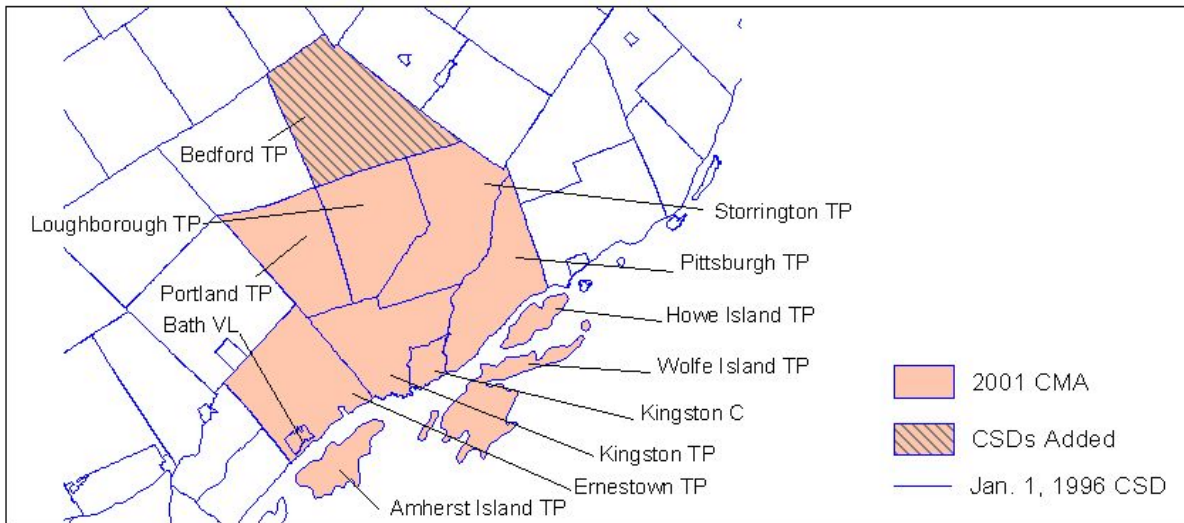 Bedford TP
Loughborough TP
Storrington TP
Pittsburgh TP
Portland TP
Bath VL
Howe Island TP
Wolfe Island TP
Kingston C
Kingston TP
Ernestown TP
Amherst Island TP
2001 CMA
CSDs Added
Jan. 1, 1996 CSD